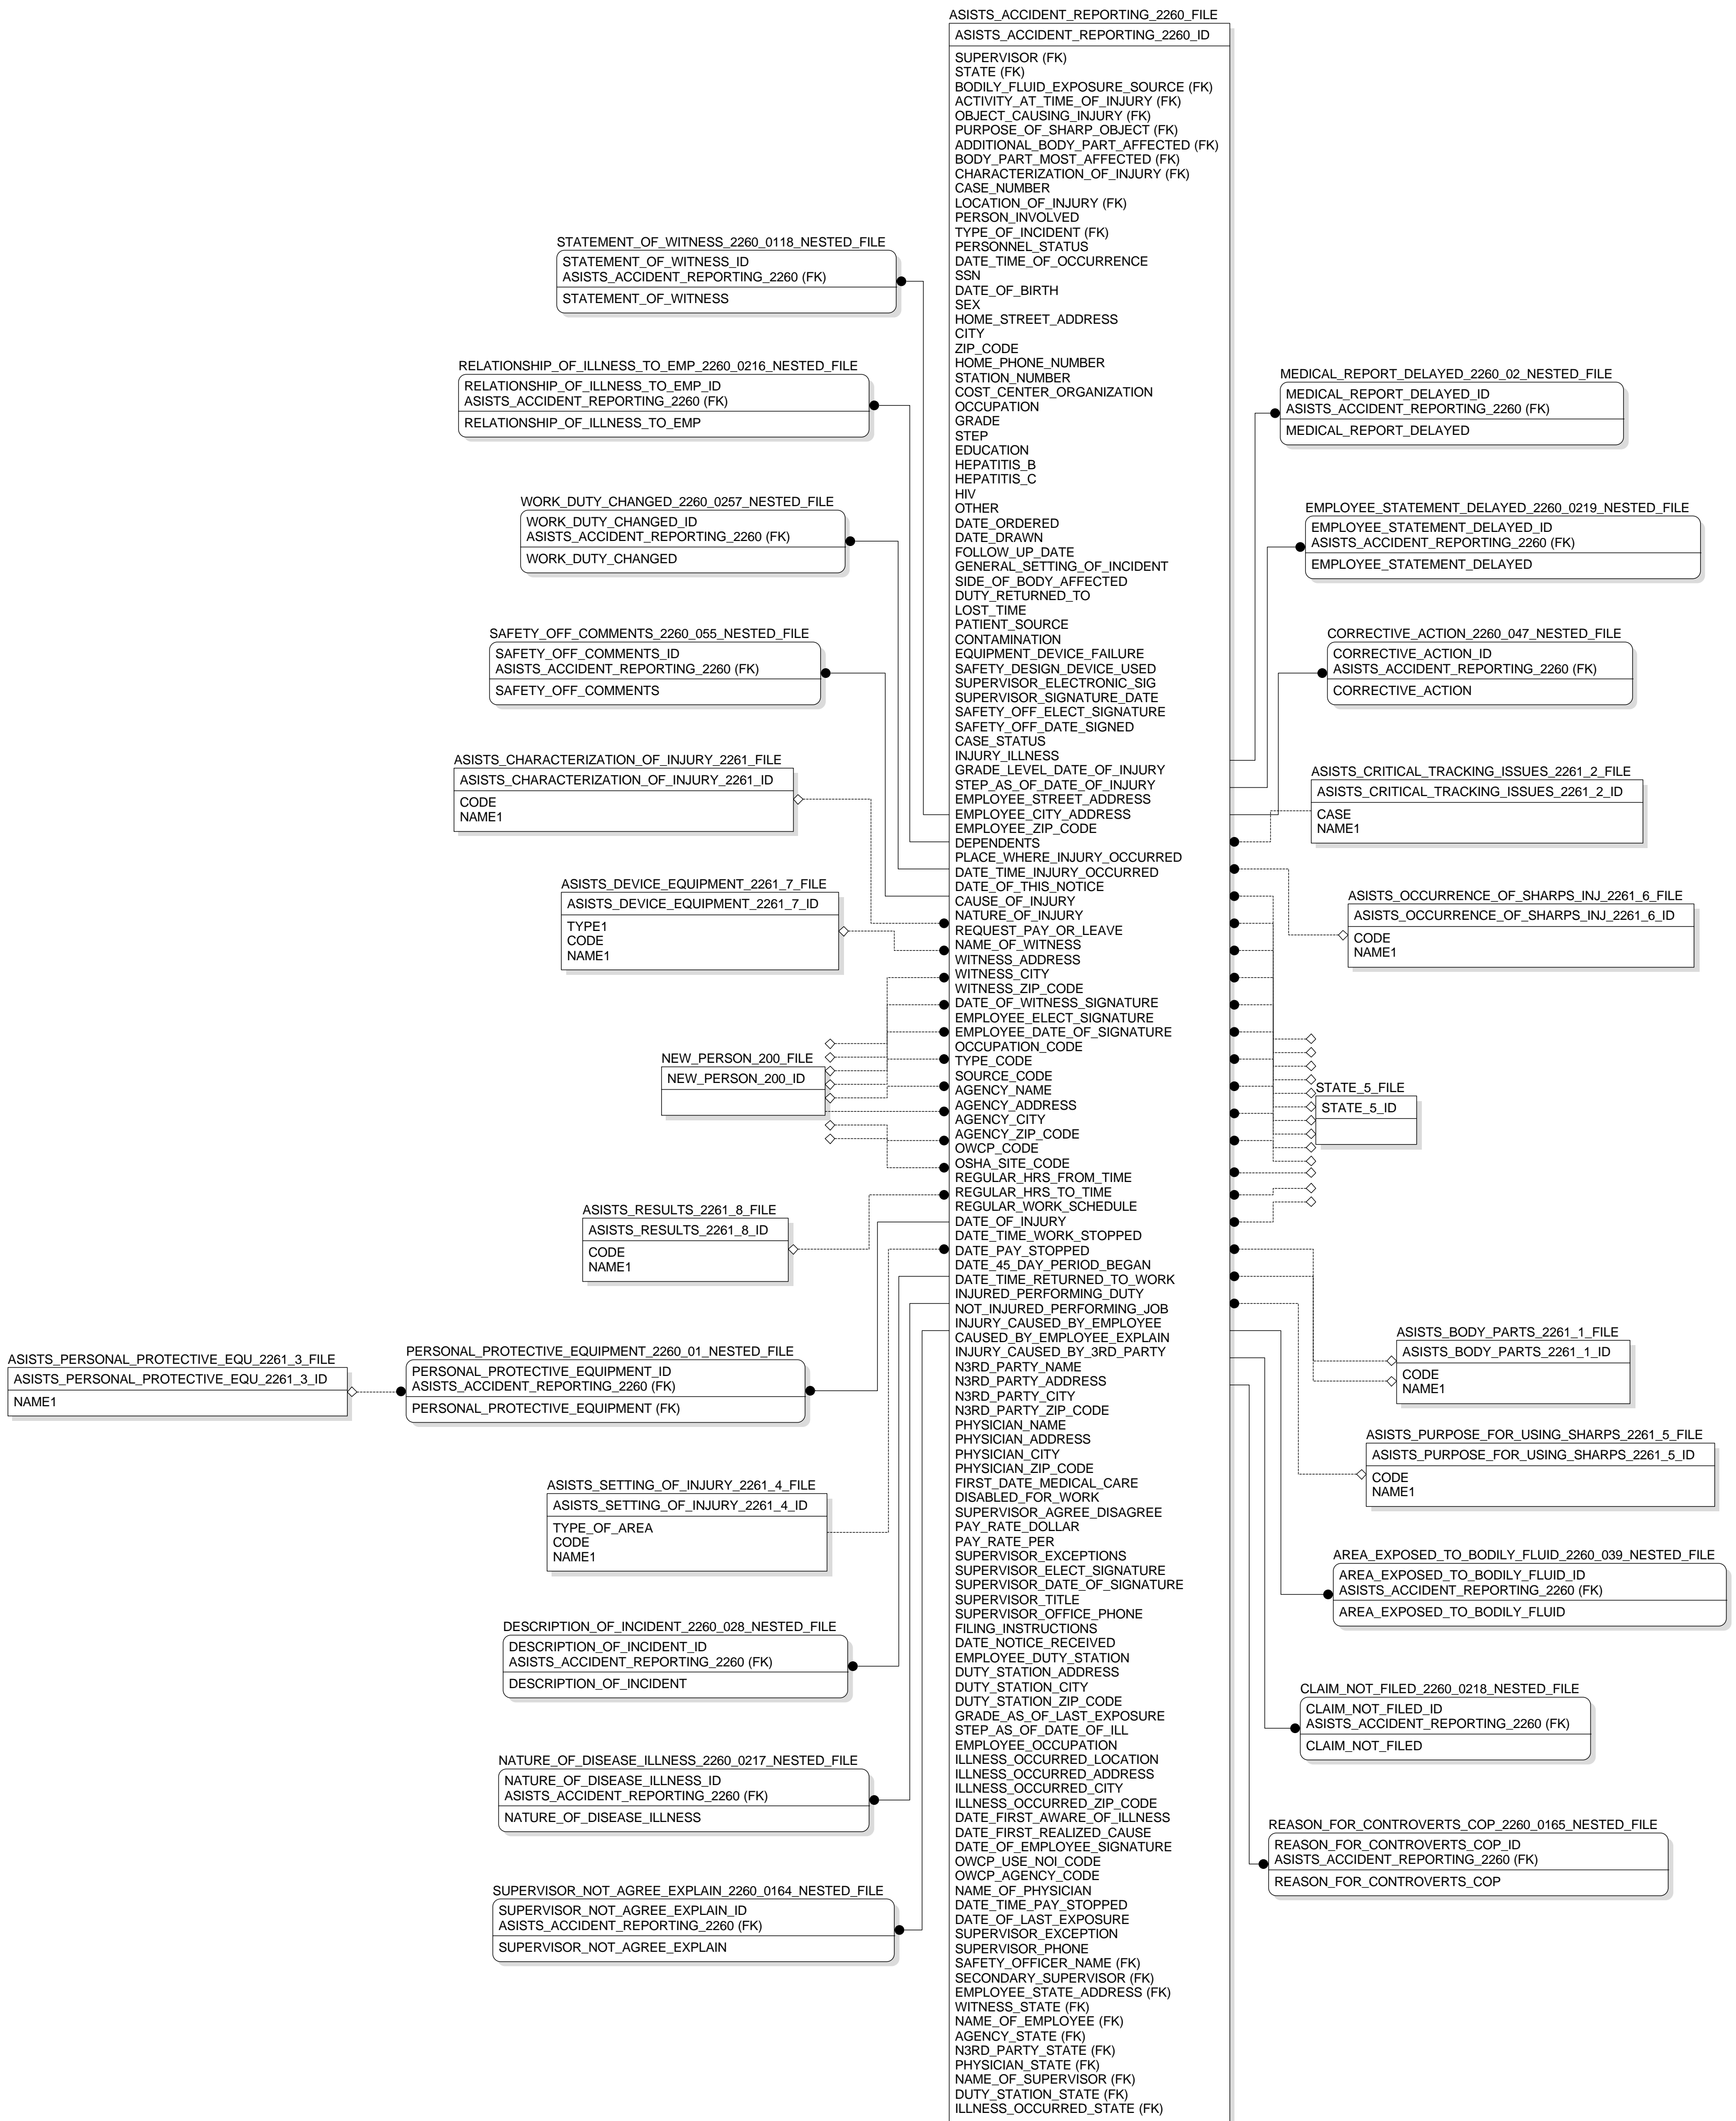 ASISTS_ACCIDENT_REPORTING_2260_FILE
ASISTS_ACCIDENT_REPORTING_2260_ID
SUPERVISOR (FK)
STATE (FK)
BODILY_FLUID_EXPOSURE_SOURCE (FK)
ACTIVITY_AT_TIME_OF_INJURY (FK)
OBJECT_CAUSING_INJURY (FK)
PURPOSE_OF_SHARP_OBJECT (FK)
ADDITIONAL_BODY_PART_AFFECTED (FK)
BODY_PART_MOST_AFFECTED (FK)
CHARACTERIZATION_OF_INJURY (FK)
CASE_NUMBER
LOCATION_OF_INJURY (FK)
PERSON_INVOLVED
TYPE_OF_INCIDENT (FK)
PERSONNEL_STATUS
DATE_TIME_OF_OCCURRENCE
SSN
DATE_OF_BIRTH
SEX
HOME_STREET_ADDRESS
CITY
ZIP_CODE
HOME_PHONE_NUMBER
STATION_NUMBER
COST_CENTER_ORGANIZATION
OCCUPATION
GRADE
STEP
EDUCATION
HEPATITIS_B
HEPATITIS_C
HIV
OTHER
DATE_ORDERED
DATE_DRAWN
FOLLOW_UP_DATE
GENERAL_SETTING_OF_INCIDENT
SIDE_OF_BODY_AFFECTED
DUTY_RETURNED_TO
LOST_TIME
PATIENT_SOURCE
CONTAMINATION
EQUIPMENT_DEVICE_FAILURE
SAFETY_DESIGN_DEVICE_USED
SUPERVISOR_ELECTRONIC_SIG
SUPERVISOR_SIGNATURE_DATE
SAFETY_OFF_ELECT_SIGNATURE
SAFETY_OFF_DATE_SIGNED
CASE_STATUS
INJURY_ILLNESS
GRADE_LEVEL_DATE_OF_INJURY
STEP_AS_OF_DATE_OF_INJURY
EMPLOYEE_STREET_ADDRESS
EMPLOYEE_CITY_ADDRESS
EMPLOYEE_ZIP_CODE
DEPENDENTS
PLACE_WHERE_INJURY_OCCURRED
DATE_TIME_INJURY_OCCURRED
DATE_OF_THIS_NOTICE
CAUSE_OF_INJURY
NATURE_OF_INJURY
REQUEST_PAY_OR_LEAVE
NAME_OF_WITNESS
WITNESS_ADDRESS
WITNESS_CITY
WITNESS_ZIP_CODE
DATE_OF_WITNESS_SIGNATURE
EMPLOYEE_ELECT_SIGNATURE
EMPLOYEE_DATE_OF_SIGNATURE
OCCUPATION_CODE
TYPE_CODE
SOURCE_CODE
AGENCY_NAME
AGENCY_ADDRESS
AGENCY_CITY
AGENCY_ZIP_CODE
OWCP_CODE
OSHA_SITE_CODE
REGULAR_HRS_FROM_TIME
REGULAR_HRS_TO_TIME
REGULAR_WORK_SCHEDULE
DATE_OF_INJURY
DATE_TIME_WORK_STOPPED
DATE_PAY_STOPPED
DATE_45_DAY_PERIOD_BEGAN
DATE_TIME_RETURNED_TO_WORK
INJURED_PERFORMING_DUTY
NOT_INJURED_PERFORMING_JOB
INJURY_CAUSED_BY_EMPLOYEE
CAUSED_BY_EMPLOYEE_EXPLAIN
INJURY_CAUSED_BY_3RD_PARTY
N3RD_PARTY_NAME
N3RD_PARTY_ADDRESS
N3RD_PARTY_CITY
N3RD_PARTY_ZIP_CODE
PHYSICIAN_NAME
PHYSICIAN_ADDRESS
PHYSICIAN_CITY
PHYSICIAN_ZIP_CODE
FIRST_DATE_MEDICAL_CARE
DISABLED_FOR_WORK
SUPERVISOR_AGREE_DISAGREE
PAY_RATE_DOLLAR
PAY_RATE_PER
SUPERVISOR_EXCEPTIONS
SUPERVISOR_ELECT_SIGNATURE
SUPERVISOR_DATE_OF_SIGNATURE
SUPERVISOR_TITLE
SUPERVISOR_OFFICE_PHONE
FILING_INSTRUCTIONS
DATE_NOTICE_RECEIVED
EMPLOYEE_DUTY_STATION
DUTY_STATION_ADDRESS
DUTY_STATION_CITY
DUTY_STATION_ZIP_CODE
GRADE_AS_OF_LAST_EXPOSURE
STEP_AS_OF_DATE_OF_ILL
EMPLOYEE_OCCUPATION
ILLNESS_OCCURRED_LOCATION
ILLNESS_OCCURRED_ADDRESS
ILLNESS_OCCURRED_CITY
ILLNESS_OCCURRED_ZIP_CODE
DATE_FIRST_AWARE_OF_ILLNESS
DATE_FIRST_REALIZED_CAUSE
DATE_OF_EMPLOYEE_SIGNATURE
OWCP_USE_NOI_CODE
OWCP_AGENCY_CODE
NAME_OF_PHYSICIAN
DATE_TIME_PAY_STOPPED
DATE_OF_LAST_EXPOSURE
SUPERVISOR_EXCEPTION
SUPERVISOR_PHONE
SAFETY_OFFICER_NAME (FK)
SECONDARY_SUPERVISOR (FK)
EMPLOYEE_STATE_ADDRESS (FK)
WITNESS_STATE (FK)
NAME_OF_EMPLOYEE (FK)
AGENCY_STATE (FK)
N3RD_PARTY_STATE (FK)
PHYSICIAN_STATE (FK)
NAME_OF_SUPERVISOR (FK)
DUTY_STATION_STATE (FK)
ILLNESS_OCCURRED_STATE (FK)
STATEMENT_OF_WITNESS_2260_0118_NESTED_FILE
STATEMENT_OF_WITNESS_ID
ASISTS_ACCIDENT_REPORTING_2260 (FK)
STATEMENT_OF_WITNESS
RELATIONSHIP_OF_ILLNESS_TO_EMP_2260_0216_NESTED_FILE
RELATIONSHIP_OF_ILLNESS_TO_EMP_ID
ASISTS_ACCIDENT_REPORTING_2260 (FK)
RELATIONSHIP_OF_ILLNESS_TO_EMP
WORK_DUTY_CHANGED_2260_0257_NESTED_FILE
WORK_DUTY_CHANGED_ID
ASISTS_ACCIDENT_REPORTING_2260 (FK)
WORK_DUTY_CHANGED
SAFETY_OFF_COMMENTS_2260_055_NESTED_FILE
SAFETY_OFF_COMMENTS_ID
ASISTS_ACCIDENT_REPORTING_2260 (FK)
SAFETY_OFF_COMMENTS
ASISTS_CHARACTERIZATION_OF_INJURY_2261_FILE
ASISTS_CHARACTERIZATION_OF_INJURY_2261_ID
CODE
NAME1
ASISTS_DEVICE_EQUIPMENT_2261_7_FILE
ASISTS_DEVICE_EQUIPMENT_2261_7_ID
TYPE1
CODE
NAME1
NEW_PERSON_200_FILE
NEW_PERSON_200_ID
ASISTS_RESULTS_2261_8_FILE
ASISTS_RESULTS_2261_8_ID
CODE
NAME1
ASISTS_PERSONAL_PROTECTIVE_EQU_2261_3_FILE
ASISTS_PERSONAL_PROTECTIVE_EQU_2261_3_ID
NAME1
PERSONAL_PROTECTIVE_EQUIPMENT_2260_01_NESTED_FILE
PERSONAL_PROTECTIVE_EQUIPMENT_ID
ASISTS_ACCIDENT_REPORTING_2260 (FK)
PERSONAL_PROTECTIVE_EQUIPMENT (FK)
ASISTS_SETTING_OF_INJURY_2261_4_FILE
ASISTS_SETTING_OF_INJURY_2261_4_ID
TYPE_OF_AREA
CODE
NAME1
DESCRIPTION_OF_INCIDENT_2260_028_NESTED_FILE
DESCRIPTION_OF_INCIDENT_ID
ASISTS_ACCIDENT_REPORTING_2260 (FK)
DESCRIPTION_OF_INCIDENT
NATURE_OF_DISEASE_ILLNESS_2260_0217_NESTED_FILE
NATURE_OF_DISEASE_ILLNESS_ID
ASISTS_ACCIDENT_REPORTING_2260 (FK)
NATURE_OF_DISEASE_ILLNESS
SUPERVISOR_NOT_AGREE_EXPLAIN_2260_0164_NESTED_FILE
SUPERVISOR_NOT_AGREE_EXPLAIN_ID
ASISTS_ACCIDENT_REPORTING_2260 (FK)
SUPERVISOR_NOT_AGREE_EXPLAIN
MEDICAL_REPORT_DELAYED_2260_02_NESTED_FILE
MEDICAL_REPORT_DELAYED_ID
ASISTS_ACCIDENT_REPORTING_2260 (FK)
MEDICAL_REPORT_DELAYED
EMPLOYEE_STATEMENT_DELAYED_2260_0219_NESTED_FILE
EMPLOYEE_STATEMENT_DELAYED_ID
ASISTS_ACCIDENT_REPORTING_2260 (FK)
EMPLOYEE_STATEMENT_DELAYED
CORRECTIVE_ACTION_2260_047_NESTED_FILE
CORRECTIVE_ACTION_ID
ASISTS_ACCIDENT_REPORTING_2260 (FK)
CORRECTIVE_ACTION
ASISTS_CRITICAL_TRACKING_ISSUES_2261_2_FILE
ASISTS_CRITICAL_TRACKING_ISSUES_2261_2_ID
CASE
NAME1
ASISTS_OCCURRENCE_OF_SHARPS_INJ_2261_6_FILE
ASISTS_OCCURRENCE_OF_SHARPS_INJ_2261_6_ID
CODE
NAME1
STATE_5_FILE
STATE_5_ID
ASISTS_BODY_PARTS_2261_1_FILE
ASISTS_BODY_PARTS_2261_1_ID
CODE
NAME1
ASISTS_PURPOSE_FOR_USING_SHARPS_2261_5_FILE
ASISTS_PURPOSE_FOR_USING_SHARPS_2261_5_ID
CODE
NAME1
AREA_EXPOSED_TO_BODILY_FLUID_2260_039_NESTED_FILE
AREA_EXPOSED_TO_BODILY_FLUID_ID
ASISTS_ACCIDENT_REPORTING_2260 (FK)
AREA_EXPOSED_TO_BODILY_FLUID
CLAIM_NOT_FILED_2260_0218_NESTED_FILE
CLAIM_NOT_FILED_ID
ASISTS_ACCIDENT_REPORTING_2260 (FK)
CLAIM_NOT_FILED
REASON_FOR_CONTROVERTS_COP_2260_0165_NESTED_FILE
REASON_FOR_CONTROVERTS_COP_ID
ASISTS_ACCIDENT_REPORTING_2260 (FK)
REASON_FOR_CONTROVERTS_COP